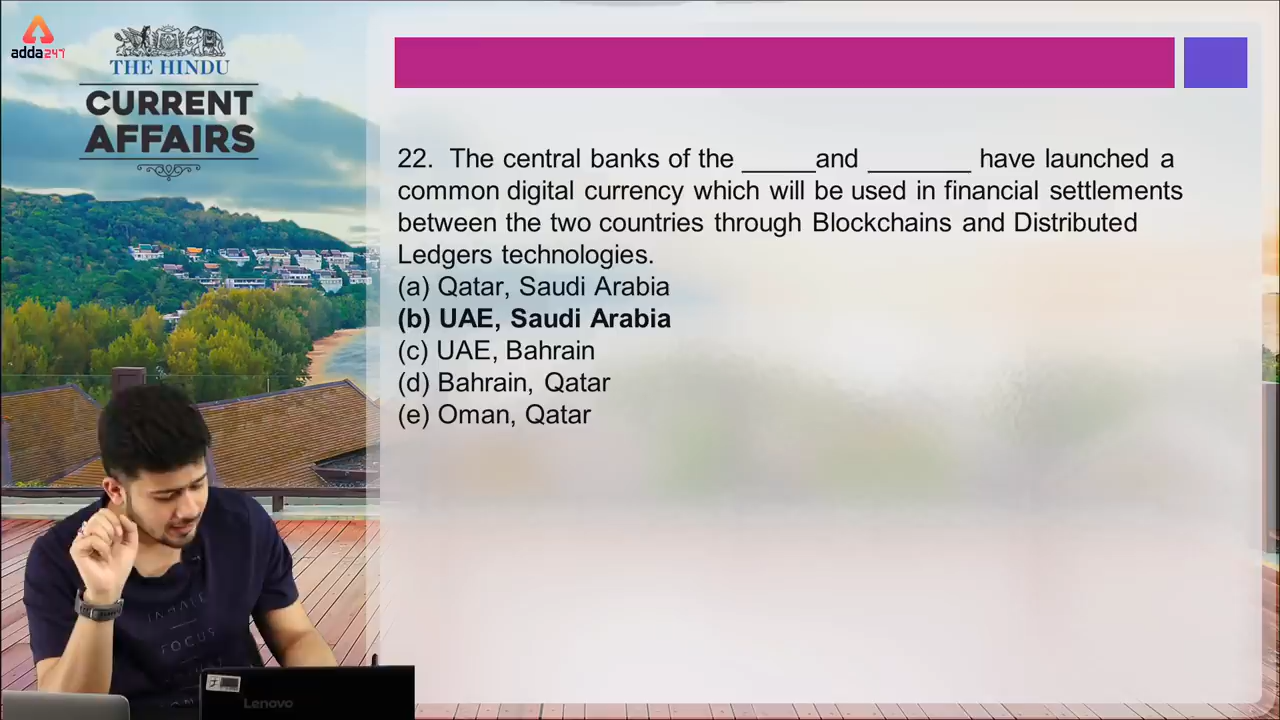 adda247
THE HINDU
CURRENT
AFFAIRS
22. The central banks of the _____and _______ have launched a
common digital currency which will be used in financial settlements
between the two countries through Blockchains and Distributed
Ledgers technologies.
(a) Qatar, Saudi Arabia
(b) UAE, Saudi Arabia
(c) UAE, Bahrain
(d) Bahrain, Qatar
(e) Oman, Qatar
FOCUS
Lenovo